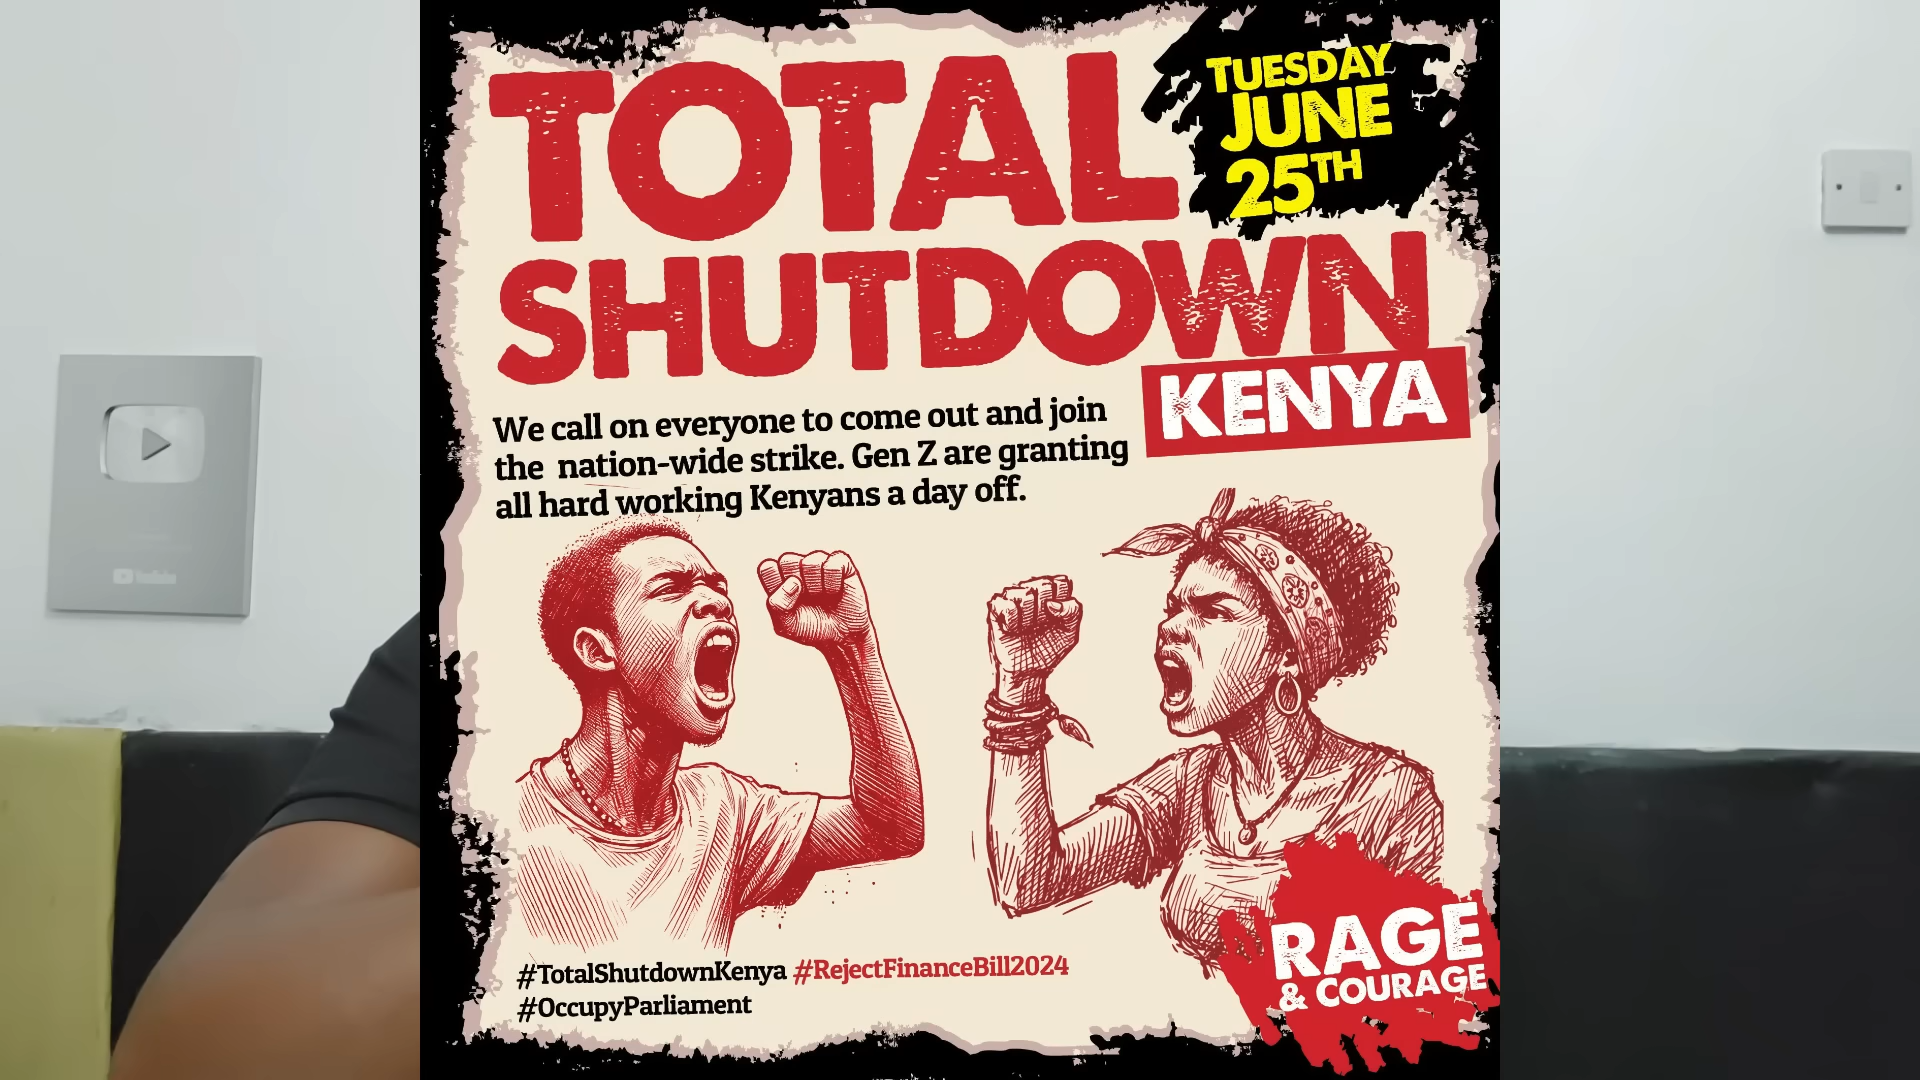 TOTAL
TUESDAY
JUNE
25TH
SHUTDOWN
KENYA
We call on everyone to come out and join
the nation-wide strike. Gen Z are granting
all hard working Kenyans a day off.
#TotalShutdownKenya #RejectFinanceBill2024
#OccupyParliament
RAGE
& COURAGE
YouTube